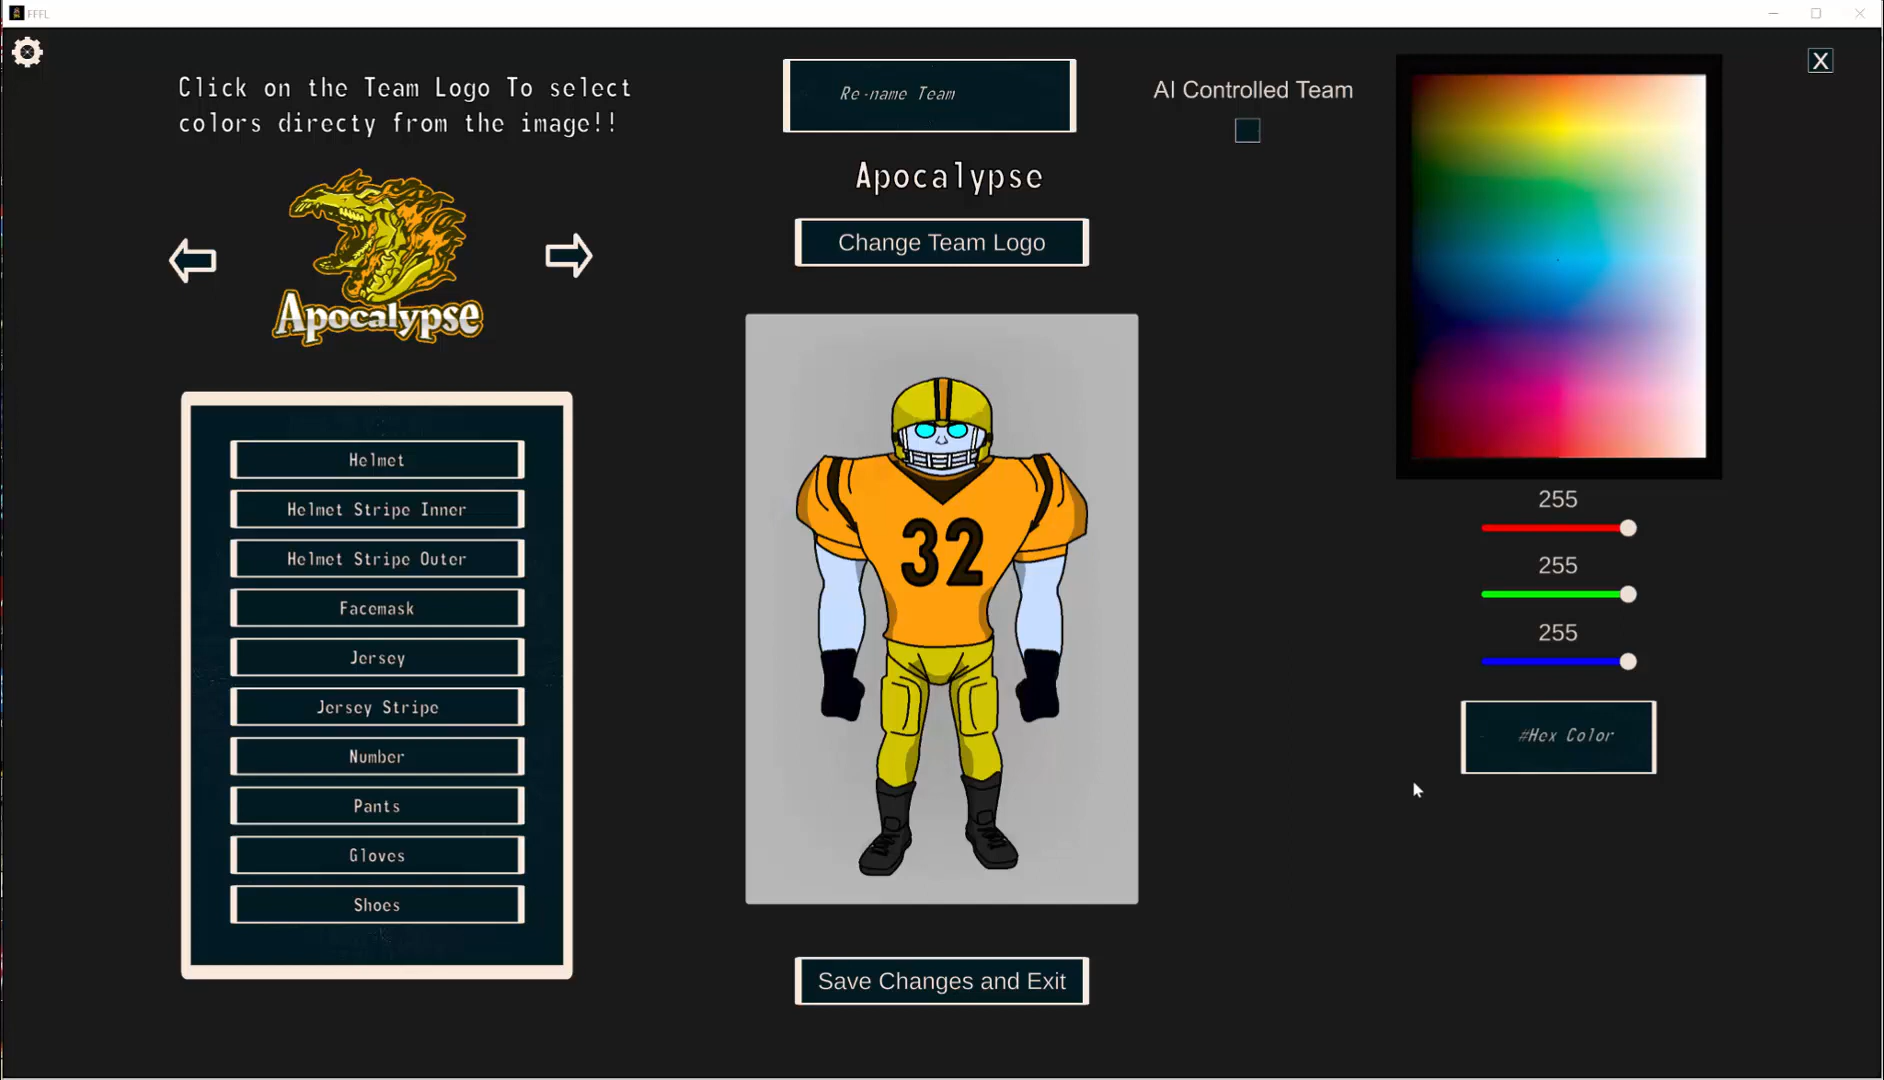 FFFL
Click on the Team Logo To select
colors directy from the image!!
Re-name Team
AI Controlled Team
X
Apocalypse
Change Team Logo
Apocalypse
Helmet
Helmet Stripe Inner
Helmet Stripe Outer
Facemask
Jersey
Jersey Stripe
Number
Pants
Gloves
Shoes
32
255
255
255
#Hex Color
Save Changes and Exit